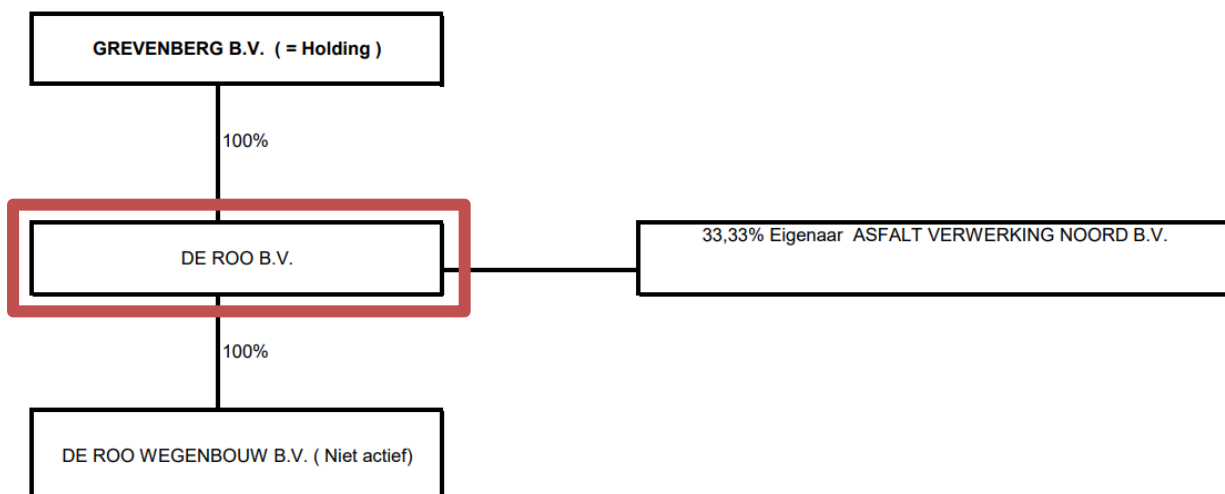 GREVENBERG B.V. ( = Holding )
100%
DE ROO B.V.
33,33% Eigenaar ASFALT VERWERKING NOORD B.V.
100%
DE ROO WEGENBOUW B.V. ( Niet actief)